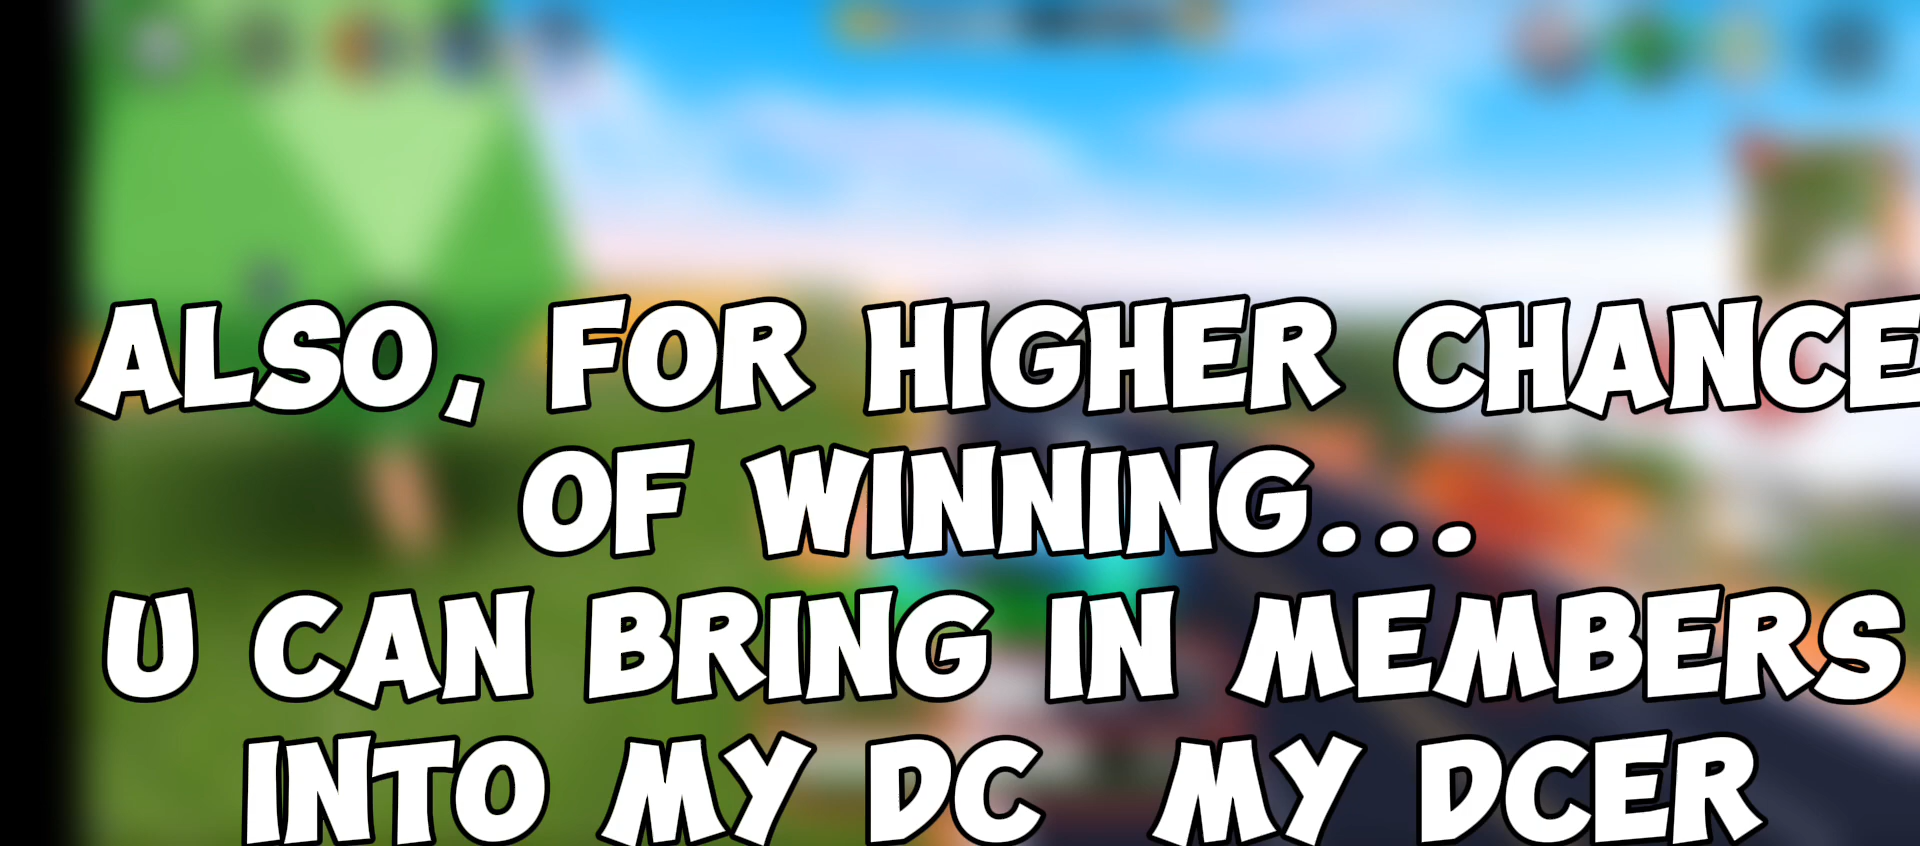 ALSO, FOR HIGHER CHANCE
OF WINNING...
U CAN BRING IN MEMBERS
INTO MY DC MY DCER